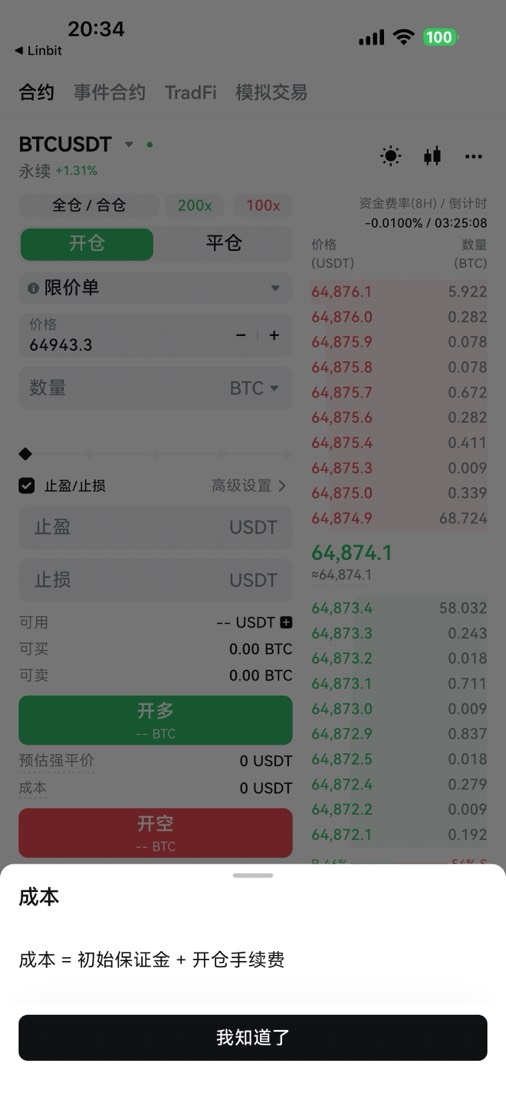 20:34
100
◀ Linbit
合约 事件合约 TradFi 模拟交易
BTCUSDT
永续 +1.31%
全仓 / 合仓 200x 100x
开仓 平仓
限价单
价格
64943.3
数量 BTC
止盈/止损 高级设置
止盈 USDT
止损 USDT
可用 -- USDT
可买 0.00 BTC
可卖 0.00 BTC
开多
-- BTC
预估强平价 0 USDT
成本 0 USDT
开空
-- BTC
资金费率(8H) / 倒计时
-0.0100% / 03:25:08
价格 数量
(USDT) (BTC)
64,876.1 5.922
64,876.0 0.282
64,875.9 0.078
64,875.8 0.078
64,875.7 0.672
64,875.6 0.282
64,875.4 0.411
64,875.3 0.009
64,875.0 0.339
64,874.9 68.724
64,874.1
≈64,874.1
64,873.4 58.032
64,873.3 0.243
64,873.2 0.018
64,873.1 0.711
64,873.0 0.009
64,872.9 0.837
64,872.5 0.018
64,872.4 0.279
64,872.2 0.009
64,872.1 0.192
成本
成本 = 初始保证金 + 开仓手续费
我知道了